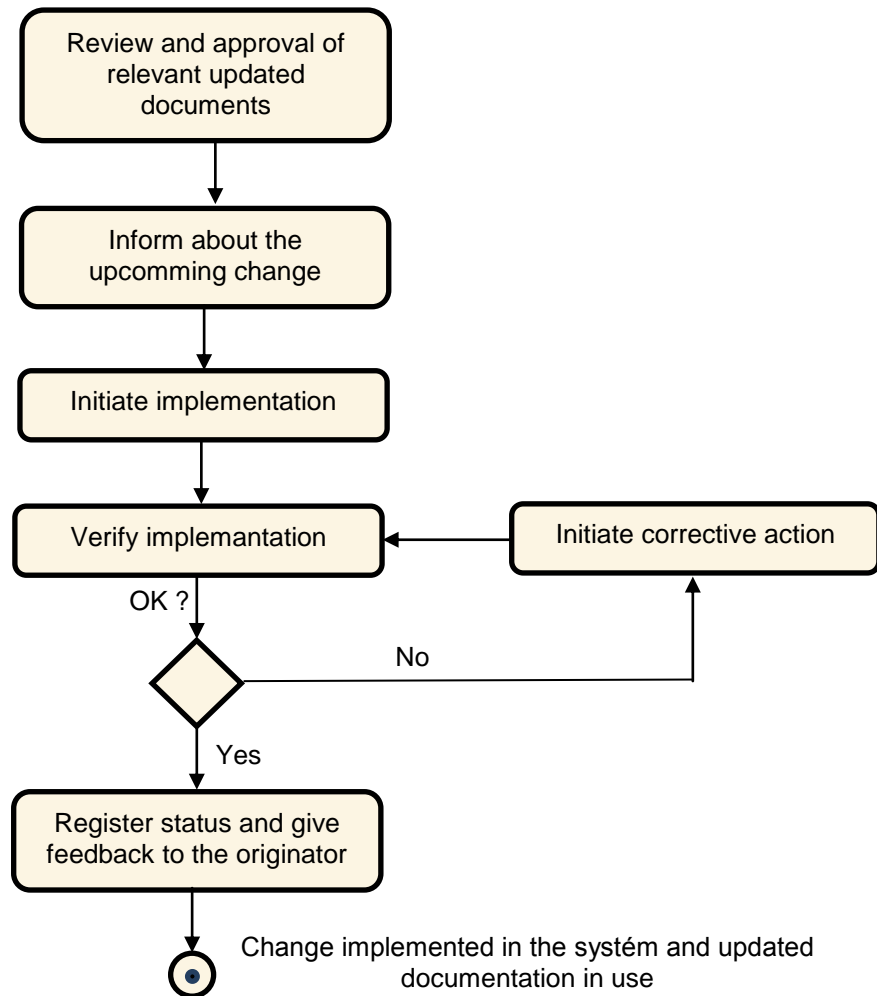 Review and approval of
relevant updated
documents
Inform about the
upcomming change
Initiate implementation
Verify implemantation
Initiate corrective action
OK ?
No
Yes
Register status and give
feedback to the originator
Change implemented in the systém and updated
documentation in use